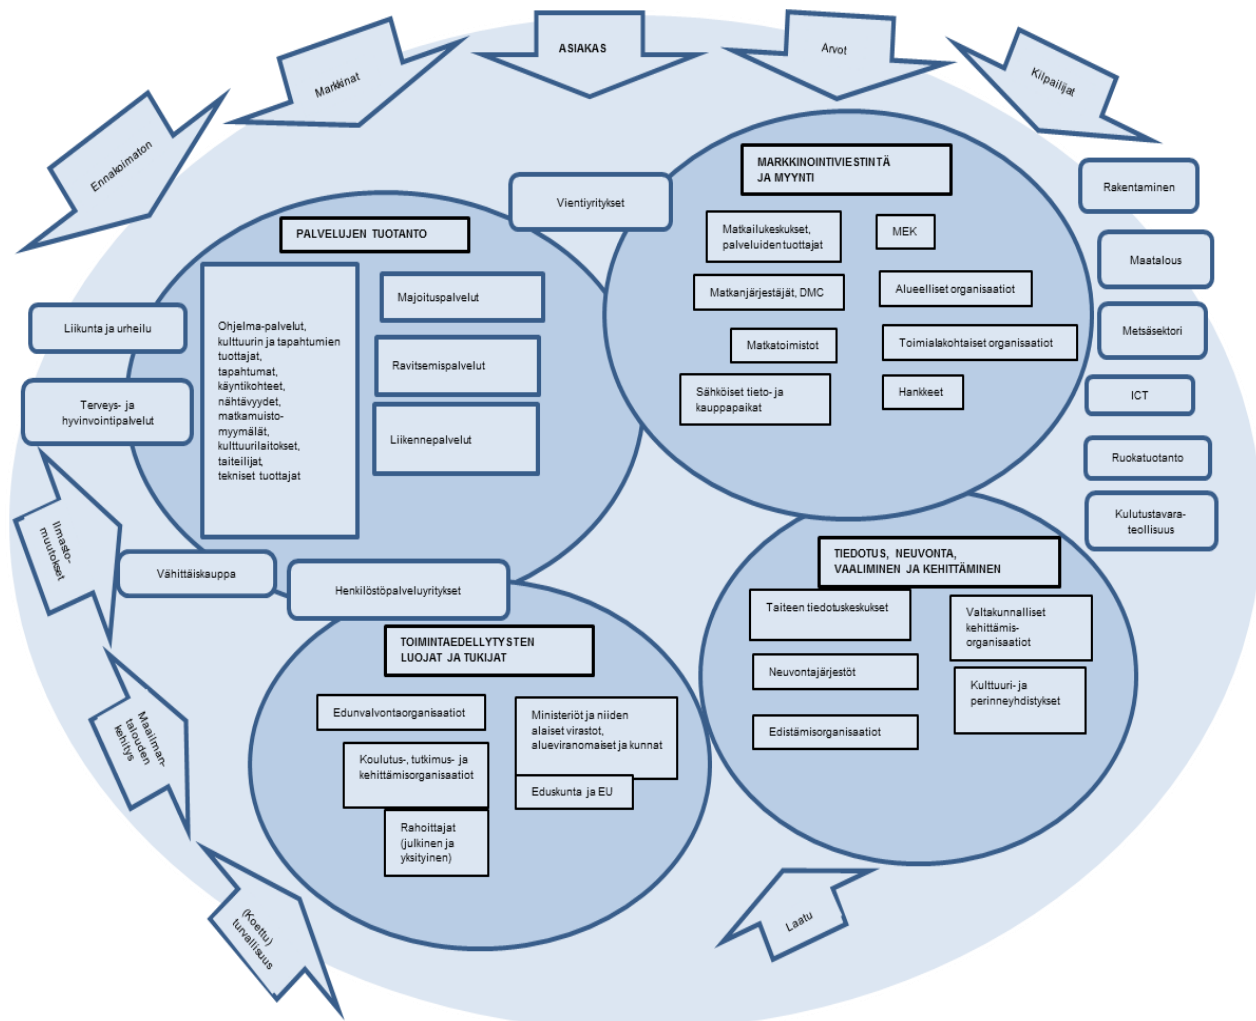 Ennakoimaton
Markkinat
ASIAKAS
Arvot
Kilpailijat
Vientiyritykset
PALVELUJEN TUOTANTO
Ohjelma-palvelut,
kulttuurin ja tapahtumien
tuottajat,
tapahtumat,
käyntikohteet,
nähtävyydet,
matkamuisto-
myymälät,
kulttuurilaitokset,
taiteilijat,
tekniset tuottajat
Majoituspalvelut
Ravitsemispalvelut
Liikennepalvelut
MARKKINOINTIVIESTINTÄ
JA MYYNTI
Matkailukeskukset,
palveluiden tuottajat
MEK
Matkanjärjestäjät, DMC
Alueelliset organisaatiot
Matkatoimistot
Toimialakohtaiset organisaatiot
Sähköiset tieto- ja
kauppapaikat
Hankkeet
Rakentaminen
Maatalous
Metsäsektori
ICT
Ruokatuotanto
Kulutustavara-
teollisuus
Liikunta ja urheilu
Terveys- ja
hyvinvointipalvelut
Ilmasto-
muutokset
Vähittäiskauppa
Henkilöstöpalveluyritykset
TOIMINTAEDELLYTYSTEN
LUOJAT JA TUKIJAT
Edunvalvontaorganisaatiot
Koulutus-, tutkimus- ja
kehittämisorganisaatiot
Rahoittajat
(julkinen ja
yksityinen)
Ministeriöt ja niiden
alaiset virastot,
alueviranomaiset ja kunnat
Eduskunta ja EU
TIEDOTUS, NEUVONTA,
VAALIMINEN JA KEHITTÄMINEN
Taiteen tiedotuskeskukset
Valtakunnalliset
kehittämis-
organisaatiot
Neuvontajärjestöt
Kulttuuri- ja
perinneyhdistykset
Edistämisorganisaatiot
Maailman-
talouden
kehitys
(Koettu)
turvallisuus
Laatu